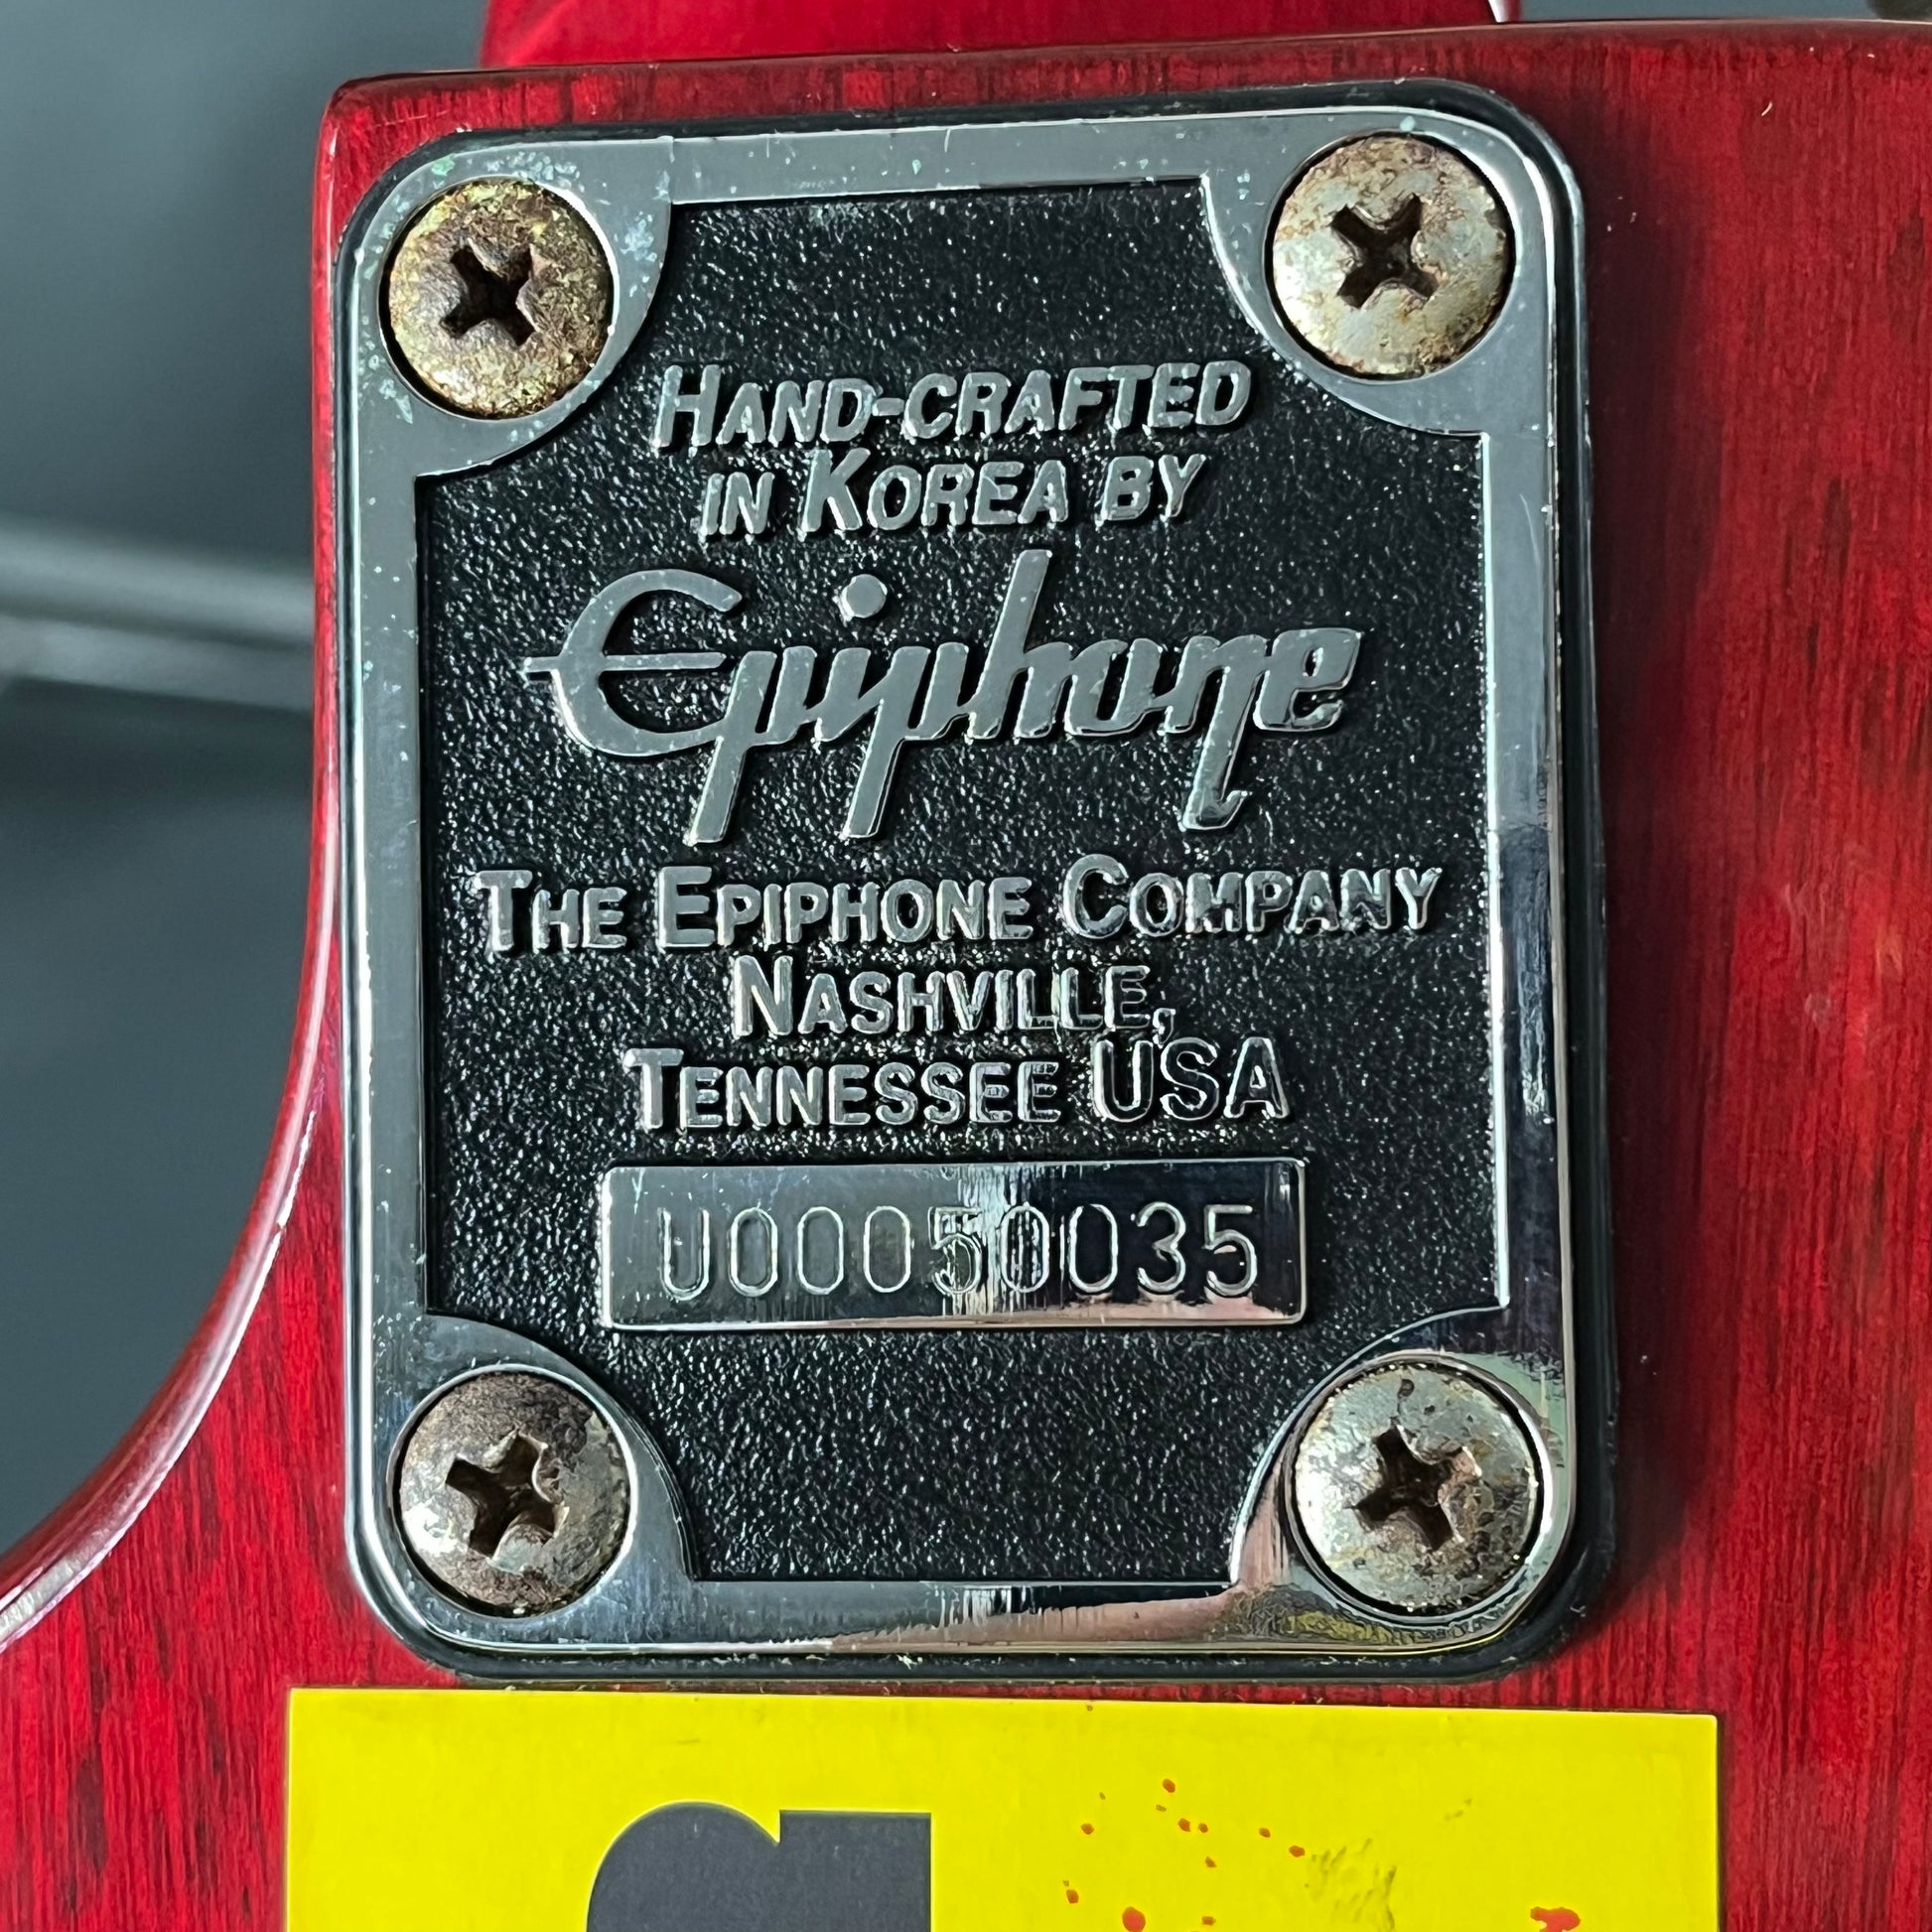 HAND-CRAFTED
IN KOREA BY
Epiphone
THE EPIPHONE COMPANY
NASHVILLE,
TENNESSEE USA
U00050035